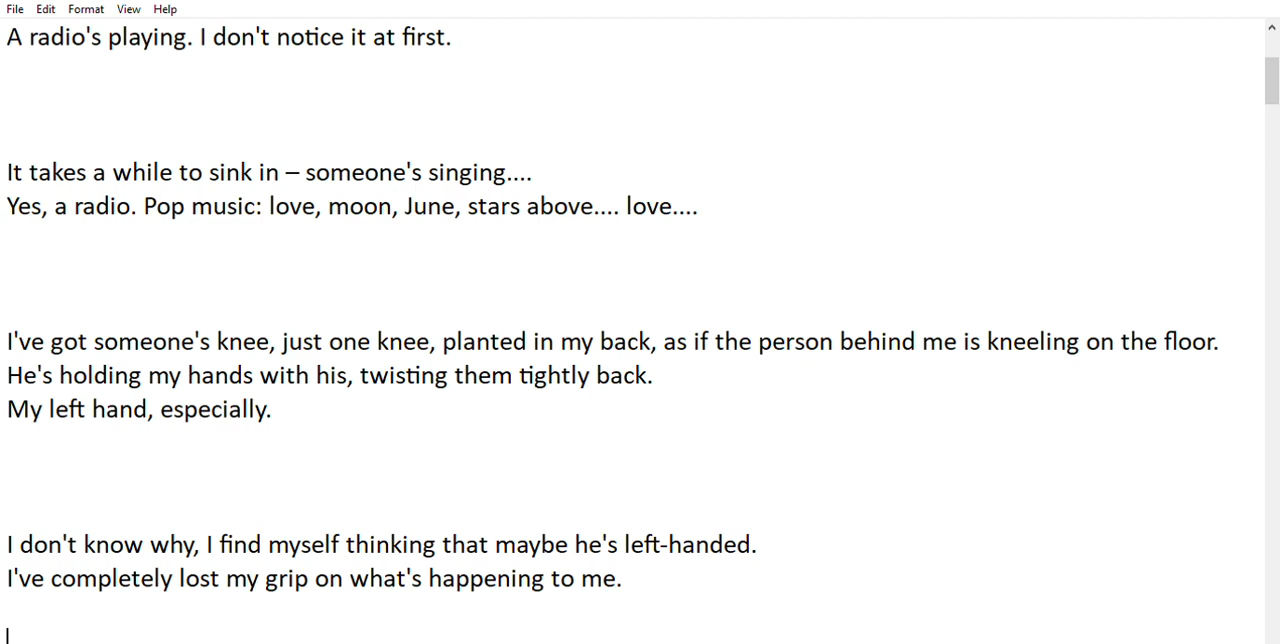 File Edit Format View Help
A radio's playing. I don't notice it at first.
It takes a while to sink in – someone's singing....
Yes, a radio. Pop music: love, moon, June, stars above.... love....
I've got someone's knee, just one knee, planted in my back, as if the person behind me is kneeling on the floor.
He's holding my hands with his, twisting them tightly back.
My left hand, especially.
I don't know why, I find myself thinking that maybe he's left-handed.
I've completely lost my grip on what's happening to me.